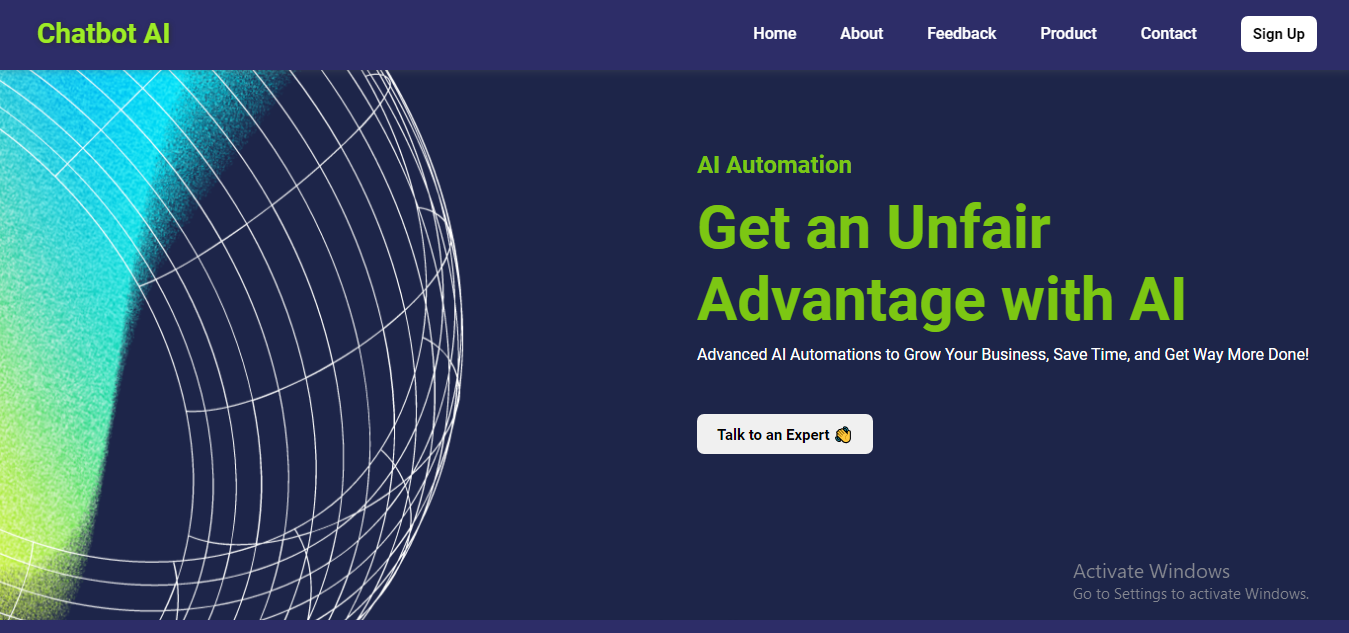 Chatbot AI
Home About Feedback Product Contact Sign Up
AI Automation
Get an Unfair
Advantage with AI
Advanced AI Automations to Grow Your Business, Save Time, and Get Way More Done!
Talk to an Expert 👏
Activate Windows
Go to Settings to activate Windows.